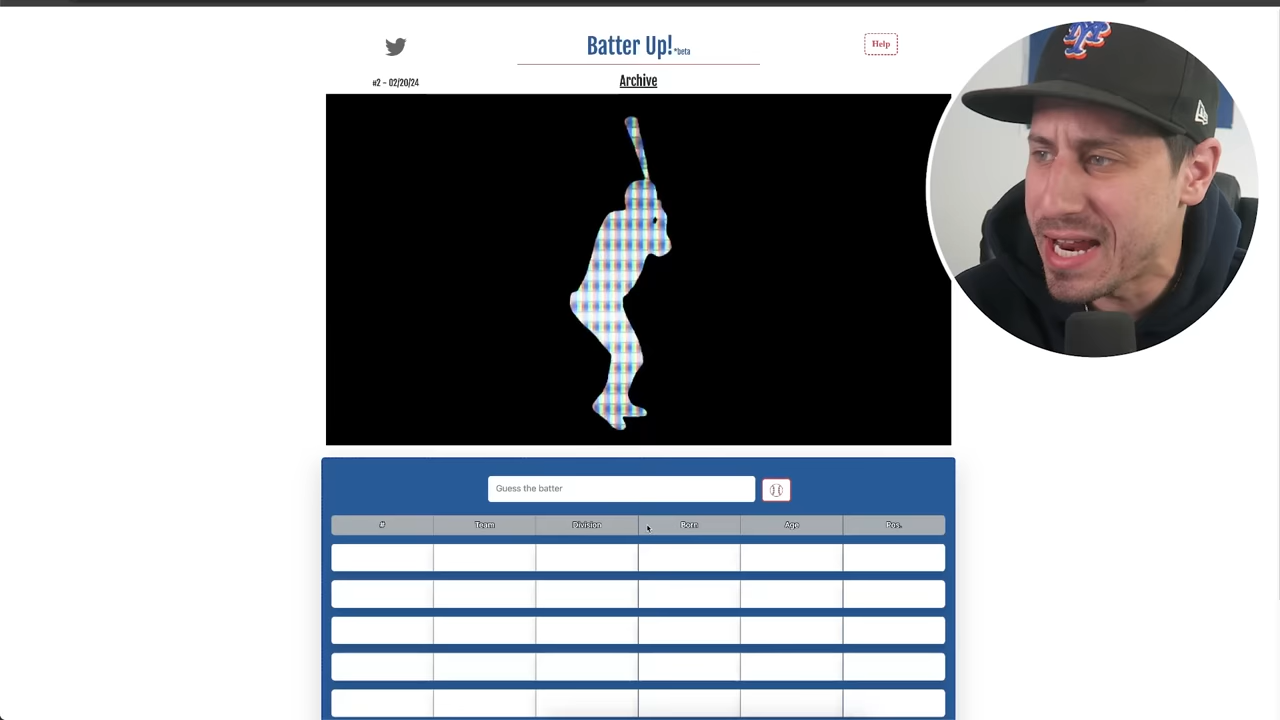 Batter Up! *beta
Help
#2 - 02/20/24
Archive
Guess the batter
# Team Division Born Age Pos.